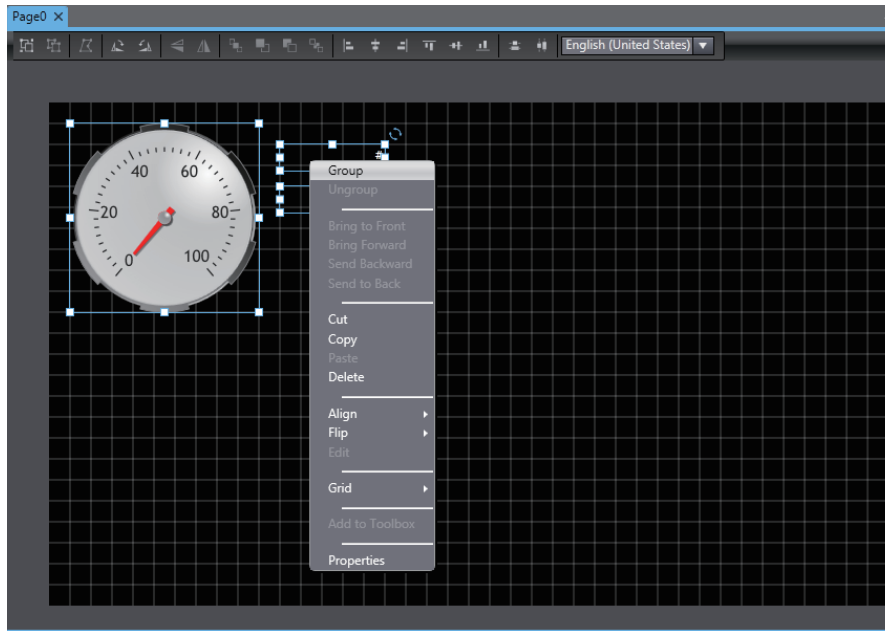 Page0
English (United States)
40 60
20 80
0 100
Group
Ungroup
Bring to Front
Bring Forward
Send Backward
Send to Back
Cut
Copy
Paste
Delete
Align
Flip
Edit
Grid
Add to Toolbox
Properties